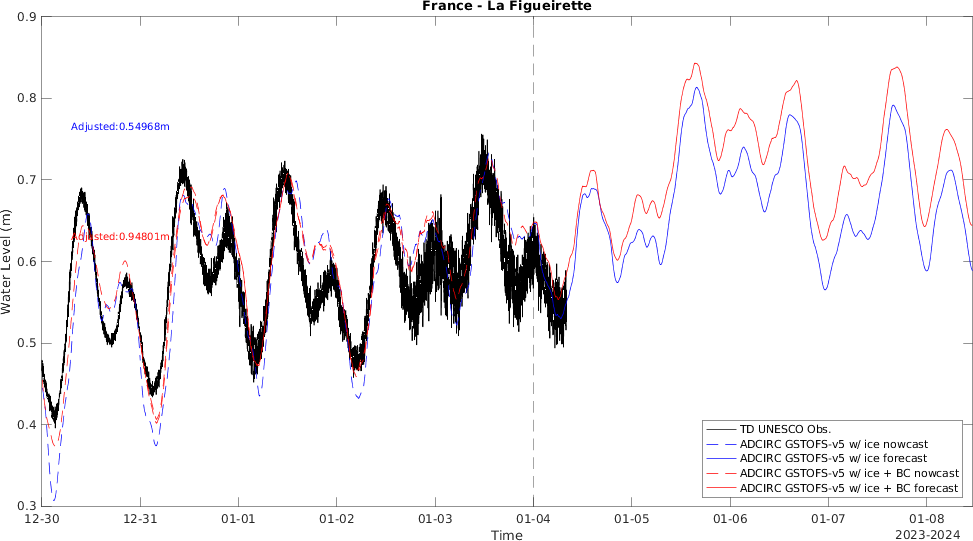 France - La Figueirette
0.9
0.8
0.7
0.6
0.5
0.4
0.3
Water Level (m)
Adjusted:0.54968m
Adjusted:0.94801m
TD UNESCO Obs.
ADCIRC GSTOFS-v5 w/ ice nowcast
ADCIRC GSTOFS-v5 w/ ice forecast
ADCIRC GSTOFS-v5 w/ ice + BC nowcast
ADCIRC GSTOFS-v5 w/ ice + BC forecast
12-30 12-31 01-01 01-02 01-03 01-04 01-05 01-06 01-07 01-08
Time
2023-2024